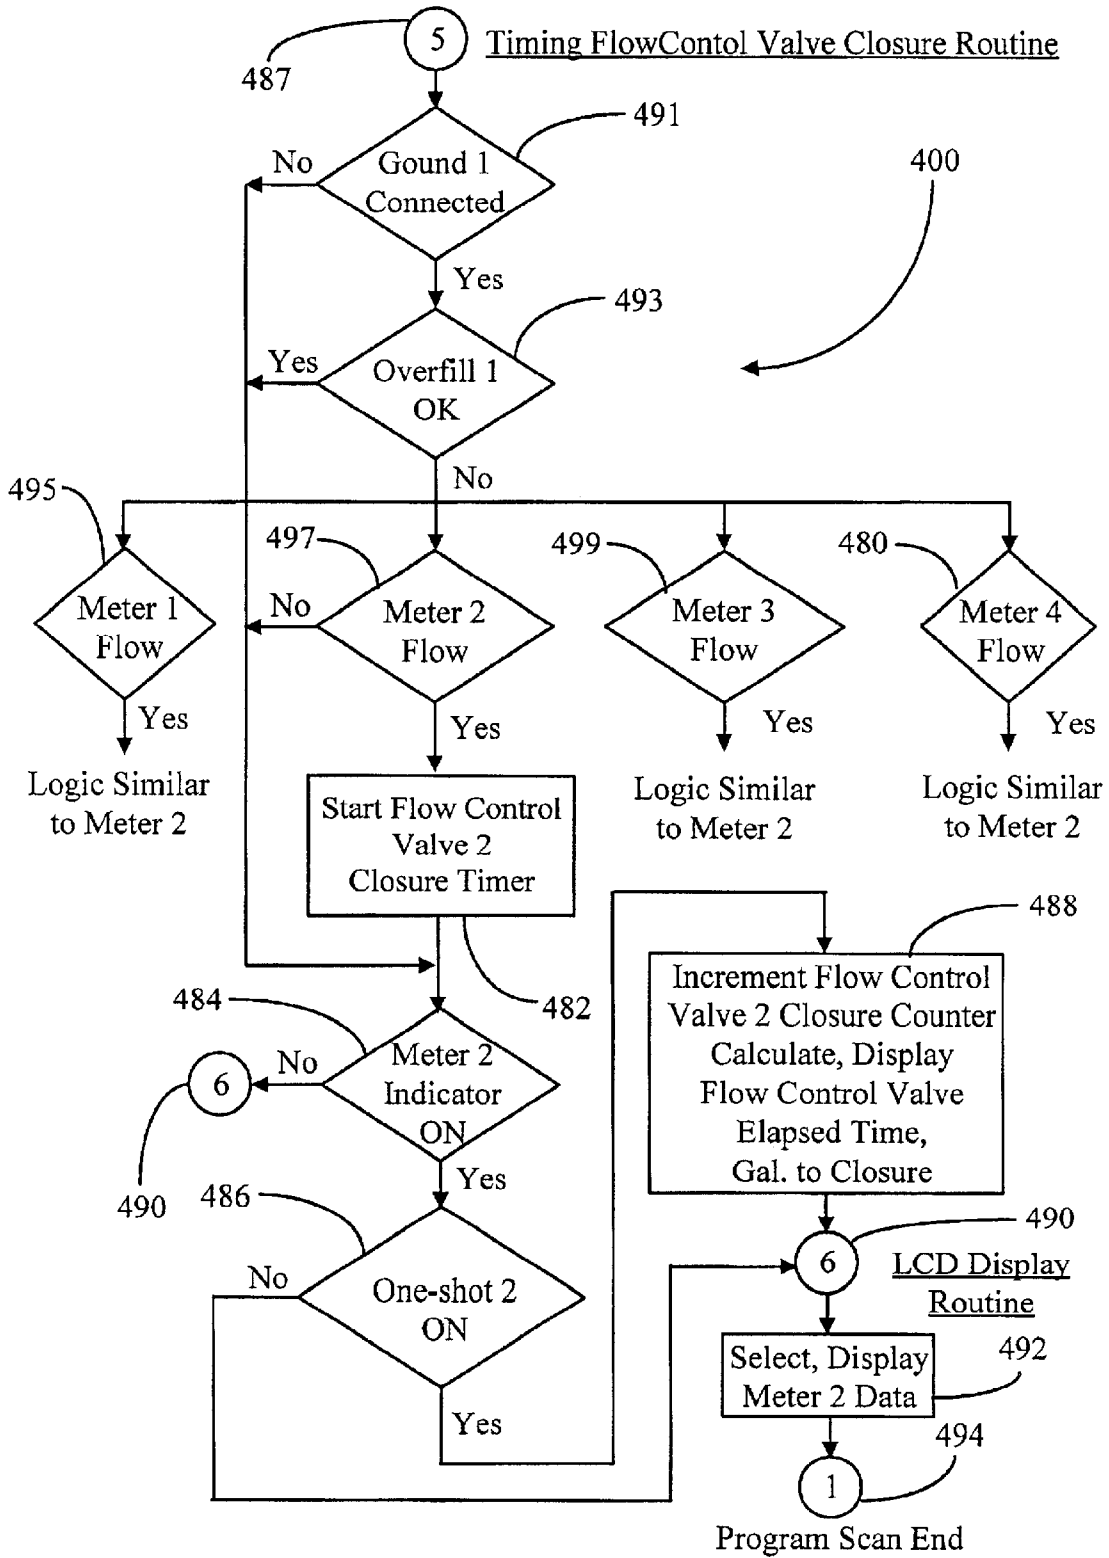 5
Timing FlowContol Valve Closure Routine
487
491
Gound 1
Connected
No
400
Yes
493
Overfill 1
OK
Yes
No
495
497
499
480
Meter 1
Flow
No
Meter 2
Flow
Meter 3
Flow
Meter 4
Flow
Yes
Yes
Yes
Yes
Logic Similar
to Meter 2
Start Flow Control
Valve 2
Closure Timer
Logic Similar
to Meter 2
Logic Similar
to Meter 2
488
Increment Flow Control
Valve 2 Closure Counter
Calculate, Display
Flow Control Valve
Elapsed Time,
Gal. to Closure
484
482
Meter 2
Indicator
ON
No
6
490
Yes
486
One-shot 2
ON
No
Yes
490
6
LCD Display
Routine
Select, Display
Meter 2 Data
492
494
1
Program Scan End